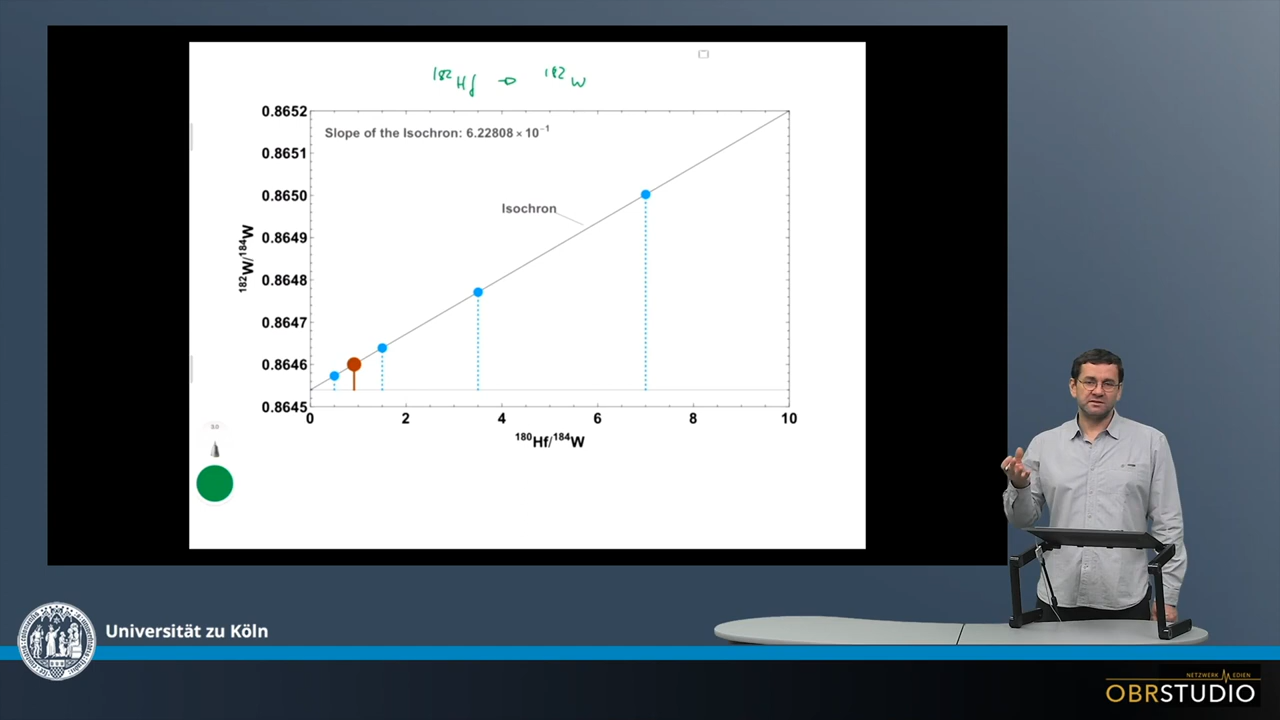 ¹⁸²Hf → ¹⁸²W
Slope of the Isochron: 6.22808 × 10⁻¹
Isochron
0.8652
0.8651
0.8650
0.8649
0.8648
0.8647
0.8646
0.8645
¹⁸²W/¹⁸⁴W
0 2 4 6 8 10
¹⁸⁰Hf/¹⁸⁴W
Universität zu Köln
NETZWERK MEDIEN
OBRSTUDIO